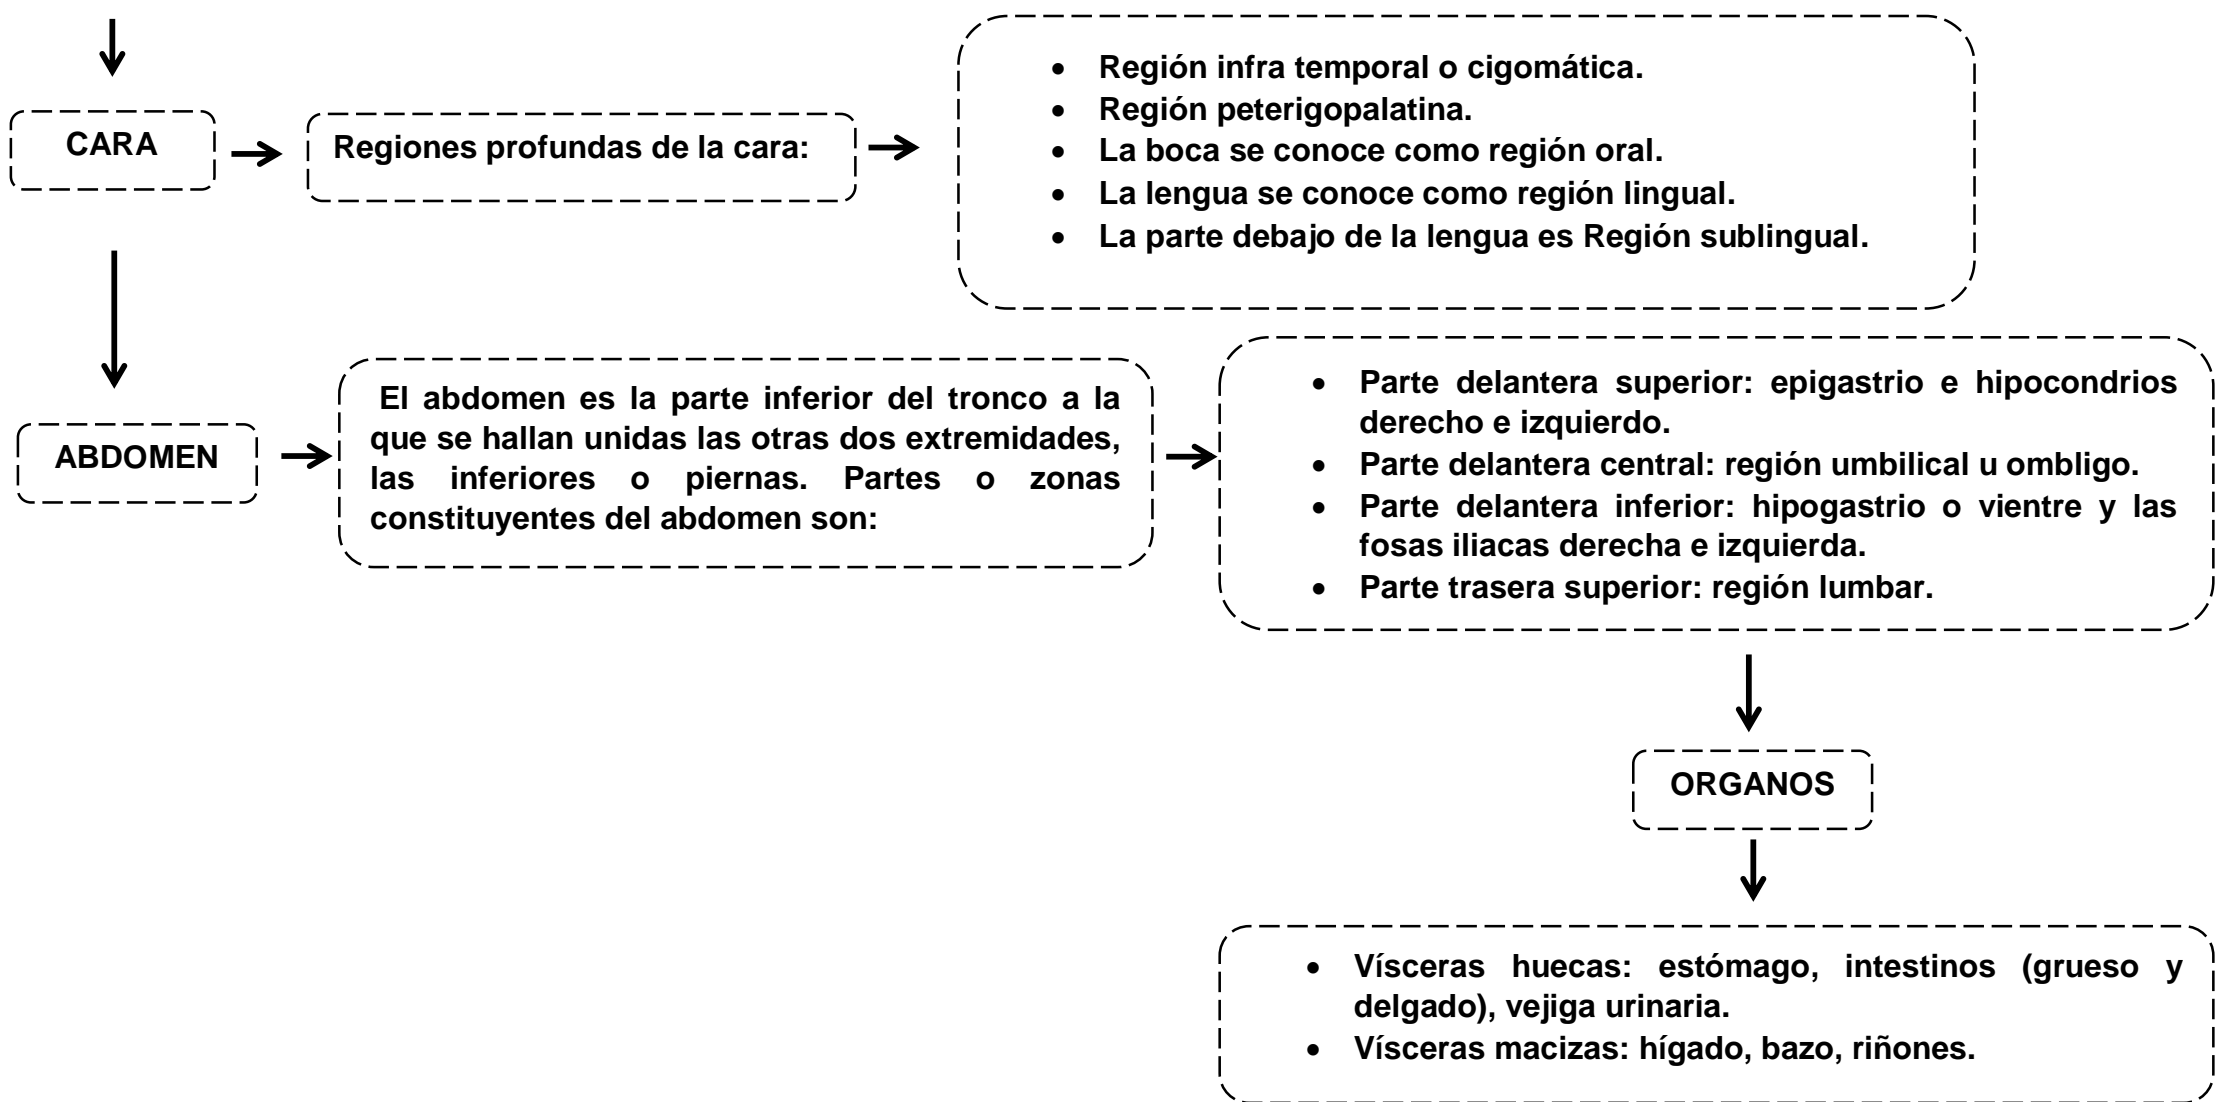 CARA
Regiones profundas de la cara:
• Región infra temporal o cigomática.
• Región peterigopalatina.
• La boca se conoce como región oral.
• La lengua se conoce como región lingual.
• La parte debajo de la lengua es Región sublingual.
ABDOMEN
El abdomen es la parte inferior del tronco a la
que se hallan unidas las otras dos extremidades,
las inferiores o piernas. Partes o zonas
constituyentes del abdomen son:
• Parte delantera superior: epigastrio e hipocondrios
derecho e izquierdo.
• Parte delantera central: región umbilical u ombligo.
• Parte delantera inferior: hipogastrio o vientre y las
fosas iliacas derecha e izquierda.
• Parte trasera superior: región lumbar.
ORGANOS
• Vísceras huecas: estómago, intestinos (grueso y
delgado), vejiga urinaria.
• Vísceras macizas: hígado, bazo, riñones.